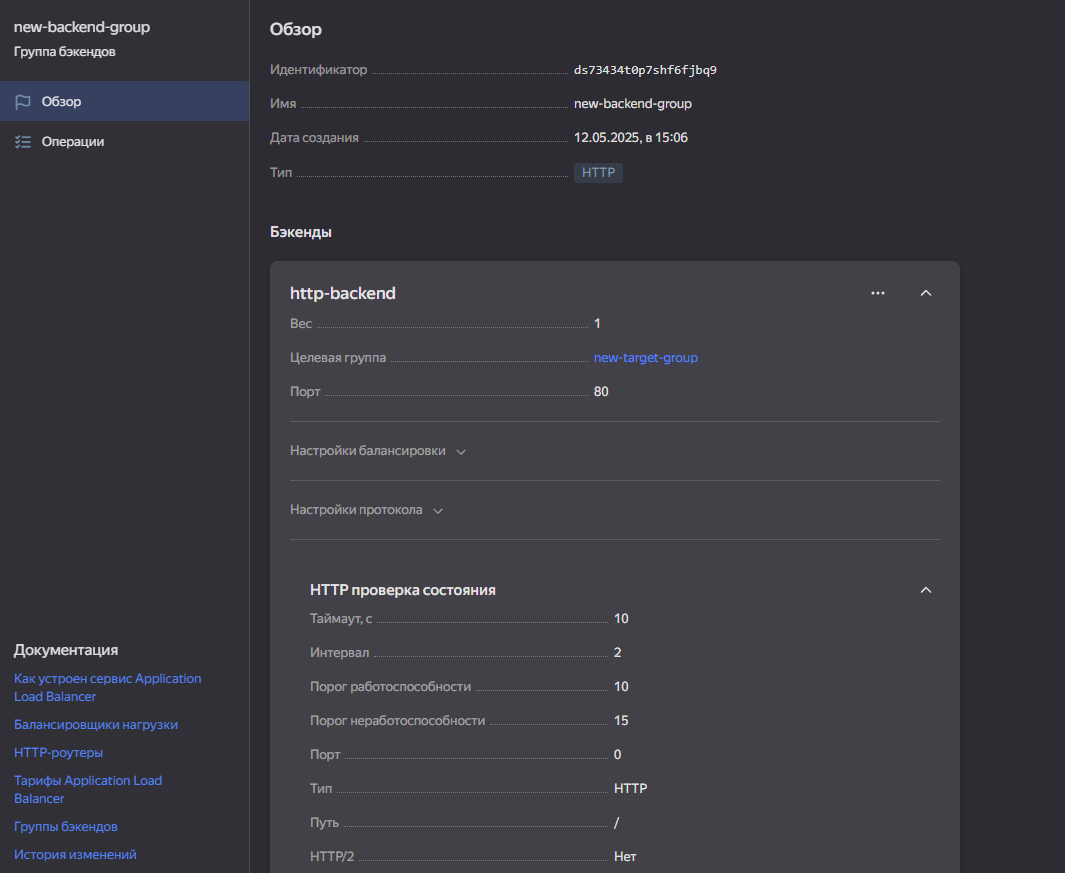 new-backend-group
Группа бэкендов
Обзор
Операции
Документация
Как устроен сервис Application
Load Balancer
Балансировщики нагрузки
HTTP-роутеры
Тарифы Application Load
Balancer
Группы бэкендов
История изменений
Обзор
Идентификатор ds73434t0p7shf6fjbq9
Имя new-backend-group
Дата создания 12.05.2025, в 15:06
Тип HTTP
Бэкенды
http-backend
Вес 1
Целевая группа new-target-group
Порт 80
Настройки балансировки
Настройки протокола
HTTP проверка состояния
Таймаут, с 10
Интервал 2
Порог работоспособности 10
Порог неработоспособности 15
Порт 0
Тип HTTP
Путь /
HTTP/2 Нет